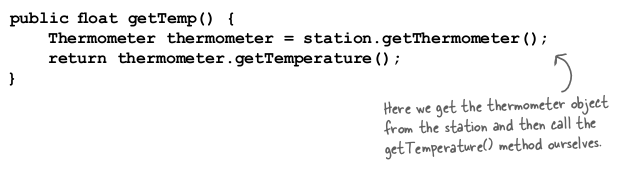 public float getTemp() {
    Thermometer thermometer = station.getThermometer();
    return thermometer.getTemperature();
}
Here we get the thermometer object
from the station and then call the
getTemperature() method ourselves.